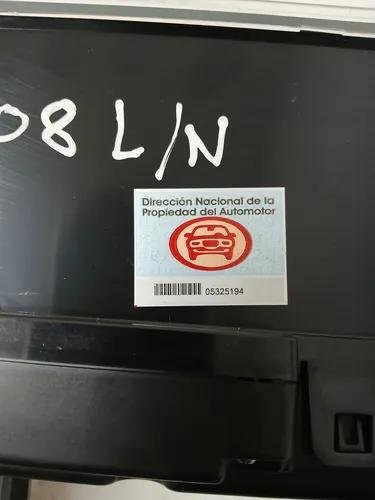 08 L/N
Dirección Nacional de la
Propiedad del Automotor
05325194